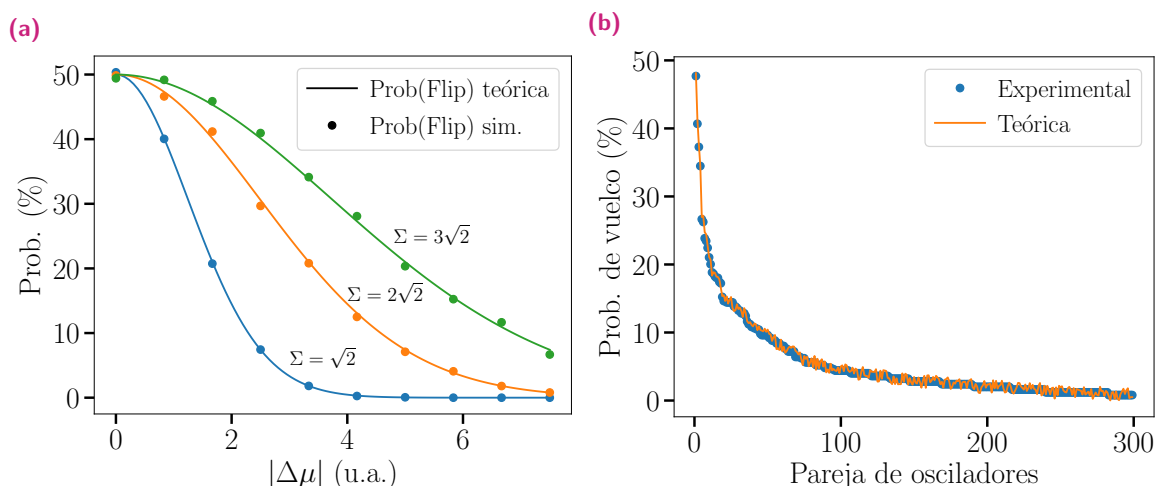 (a)
Prob. (%)
50
40
30
20
10
0
Prob(Flip) teórica
Prob(Flip) sim.
Σ = 3√2
Σ = 2√2
Σ = √2
0 2 4 6
|Δμ| (u.a.)
(b)
Prob. de vuelco (%)
50
40
30
20
10
0
Experimental
Teórica
0 100 200 300
Pareja de osciladores